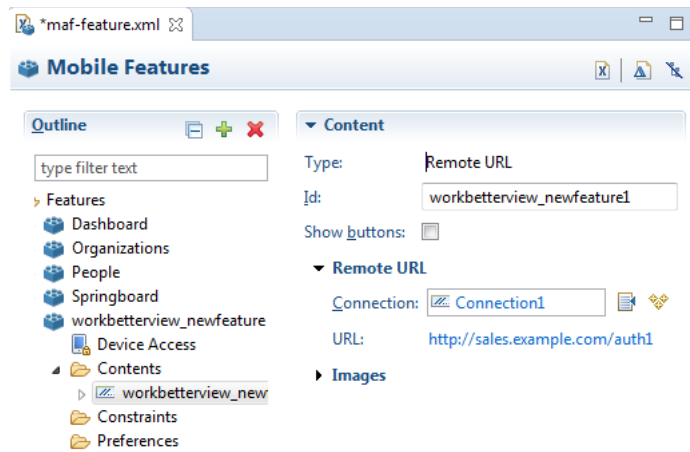 *maf-feature.xml
Mobile Features
Outline
type filter text
Features
Dashboard
Organizations
People
Springboard
workbetterview_newfeature
Device Access
Contents
workbetterview_new
Constraints
Preferences
Content
Type: Remote URL
Id: workbetterview_newfeature1
Show buttons:
Remote URL
Connection: Connection1
URL: http://sales.example.com/auth1
Images